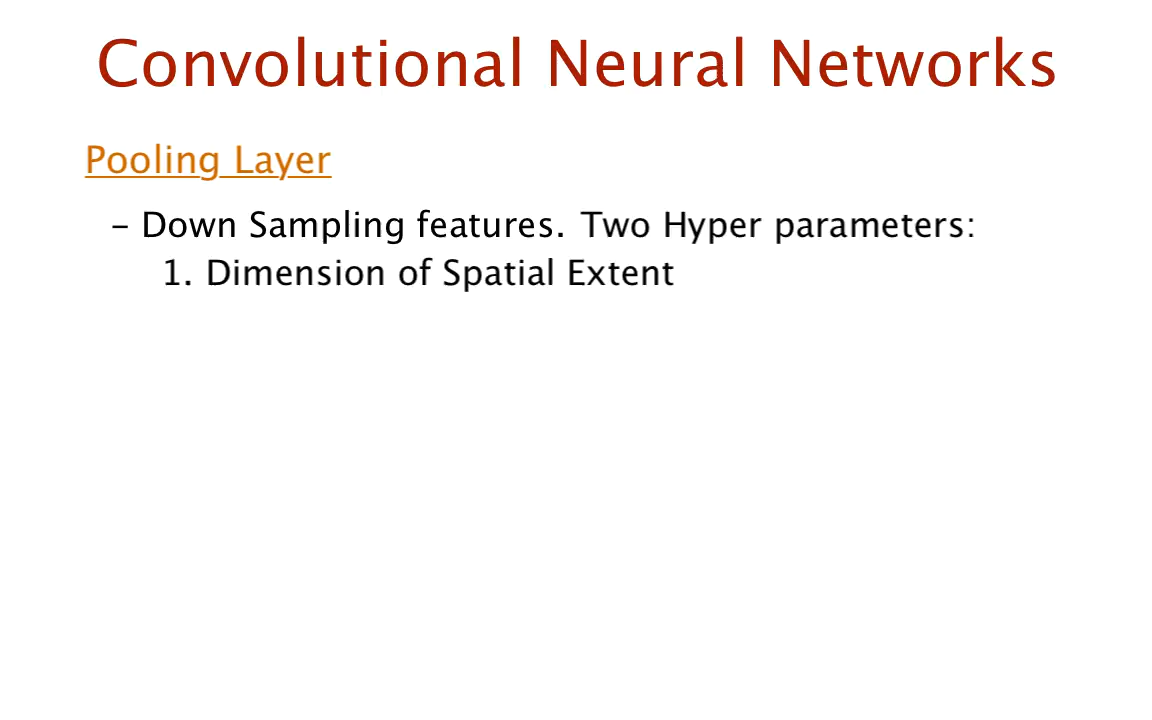 Convolutional Neural Networks
Pooling Layer
– Down Sampling features. Two Hyper parameters:
1. Dimension of Spatial Extent